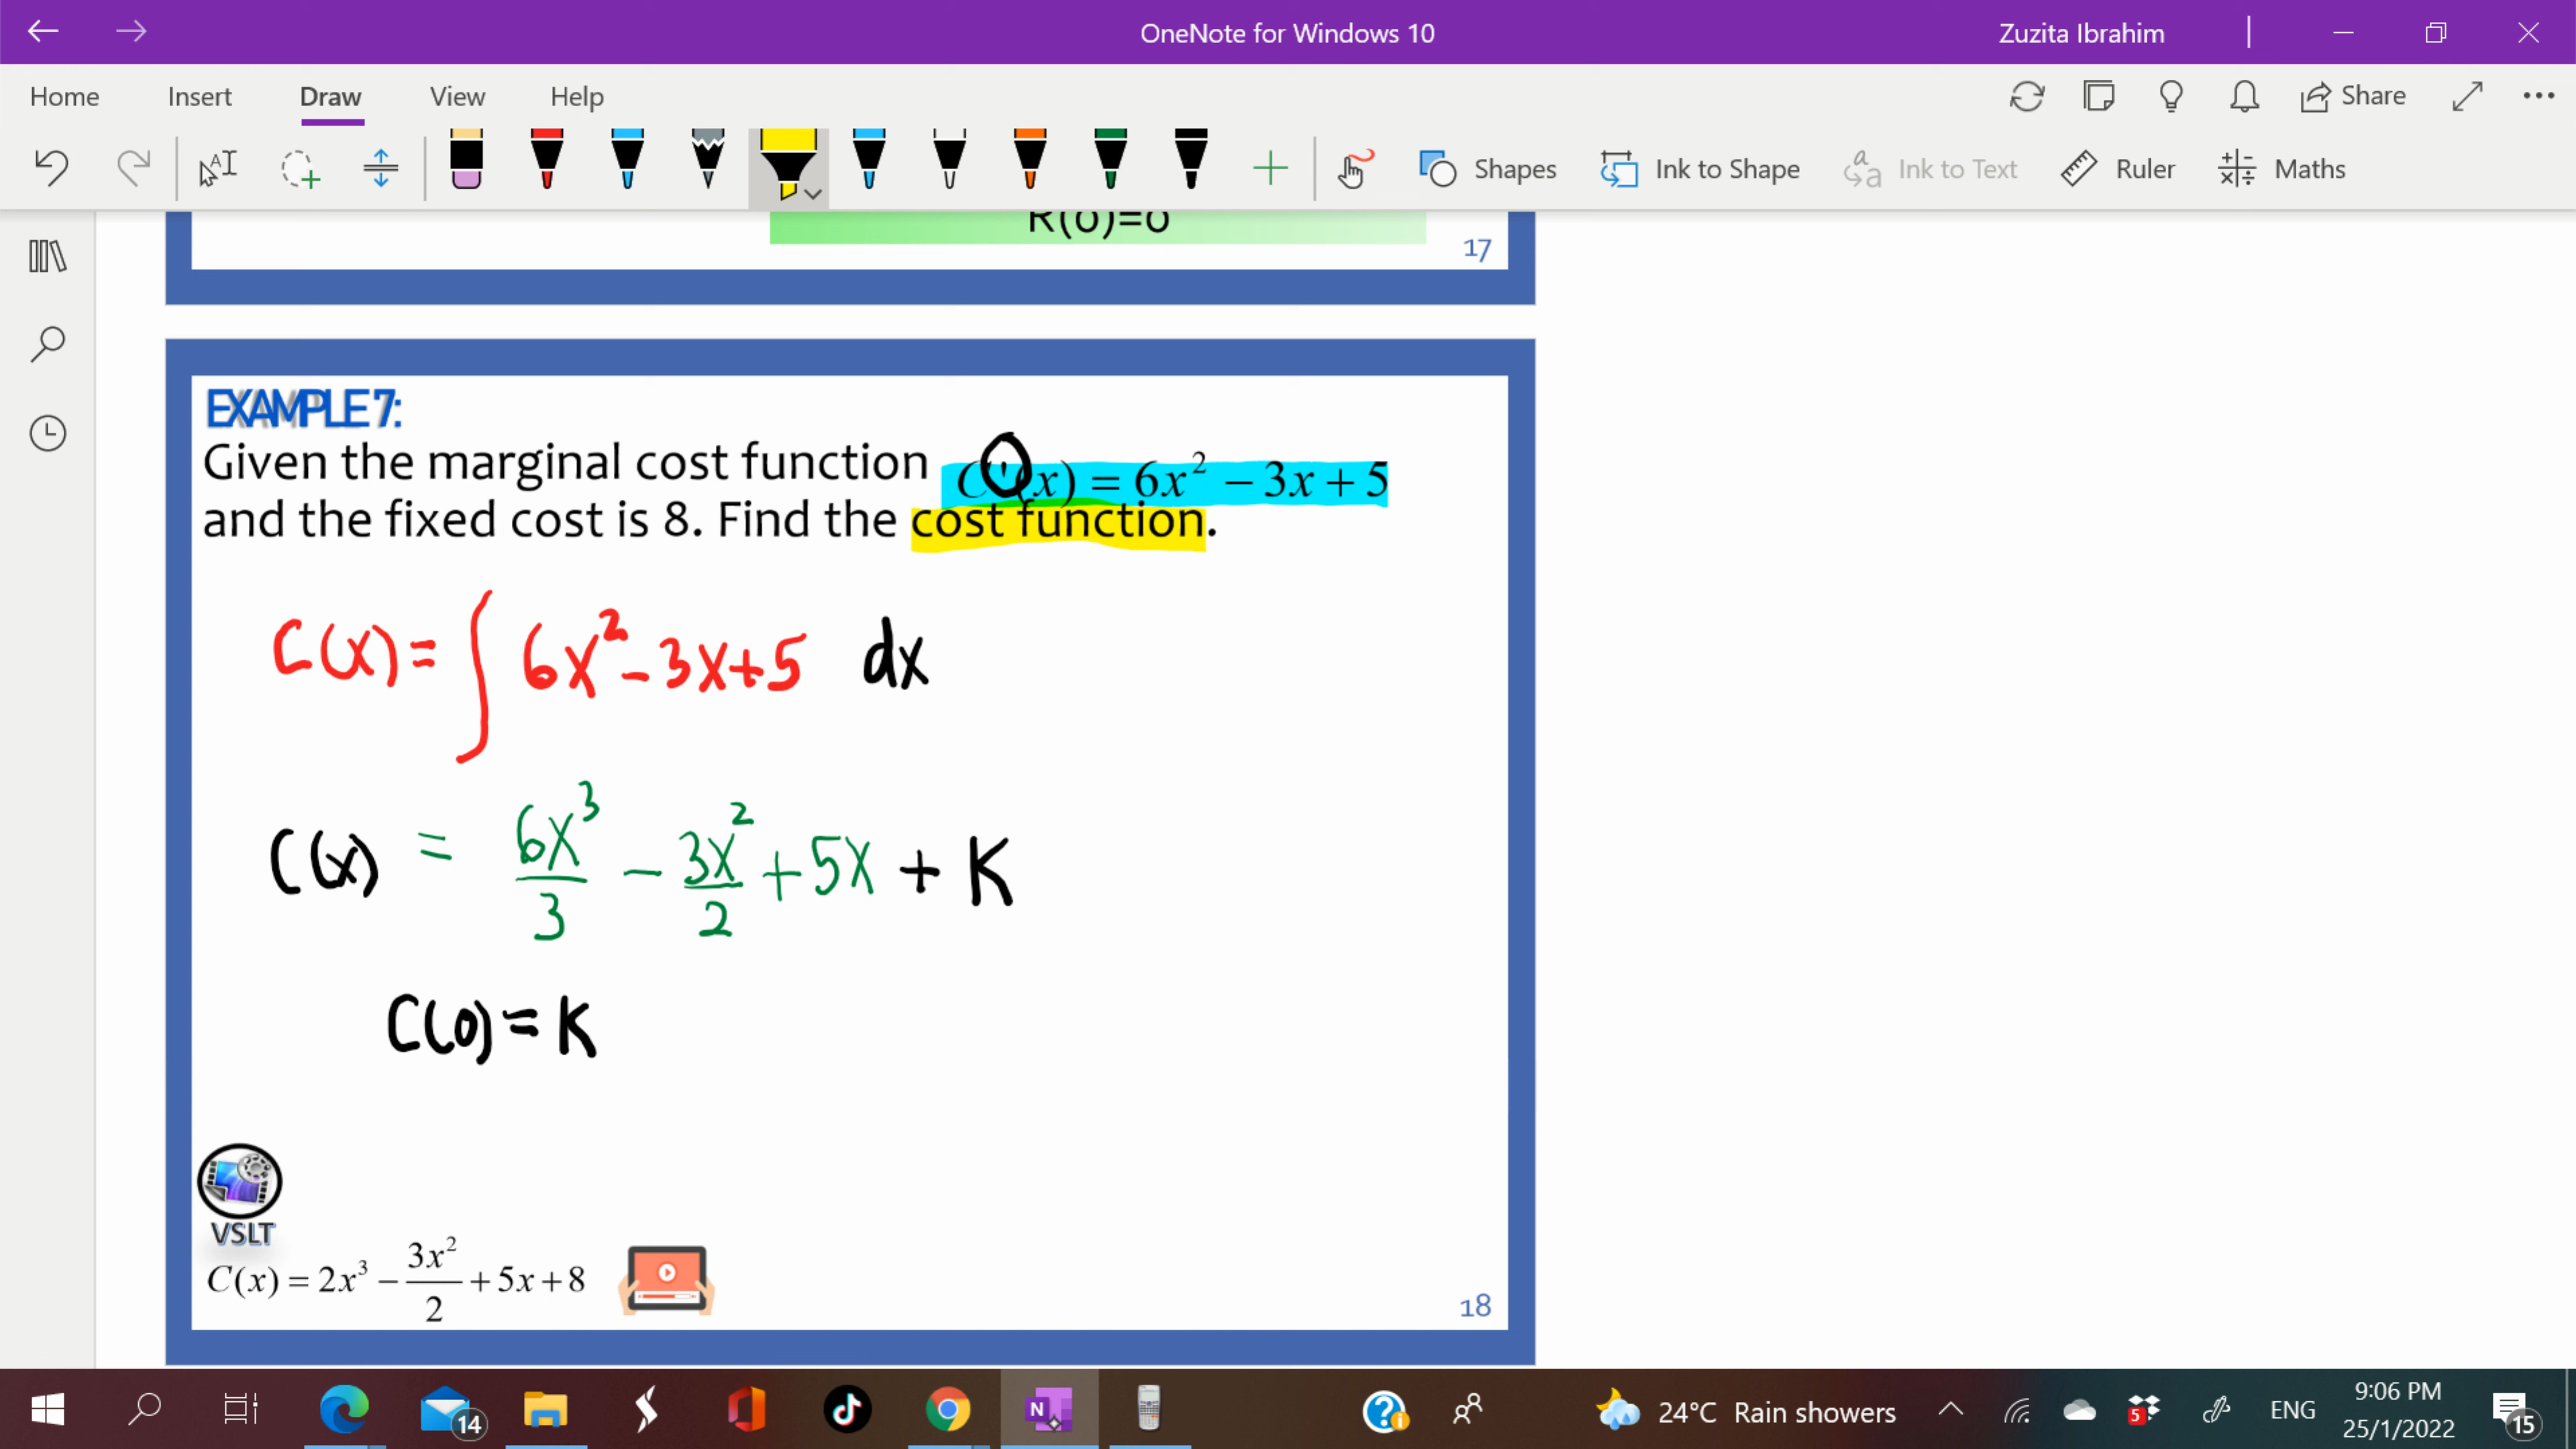 OneNote for Windows 10
Zuzita Ibrahim
Home Insert Draw View Help
Share
Shapes Ink to Shape Ink to Text Ruler Maths
R(0)=0
17
EXAMPLE 7:
Given the marginal cost function C'(x) = 6x² − 3x + 5
and the fixed cost is 8. Find the cost function.
C(x) = ∫ 6x² - 3x + 5 dx
C(x) = 6x³/3 - 3x²/2 + 5x + K
C(0) = K
VSLT
C(x) = 2x³ − 3x²/2 + 5x + 8
18
14
24°C Rain showers
5
ENG
9:06 PM
25/1/2022
15